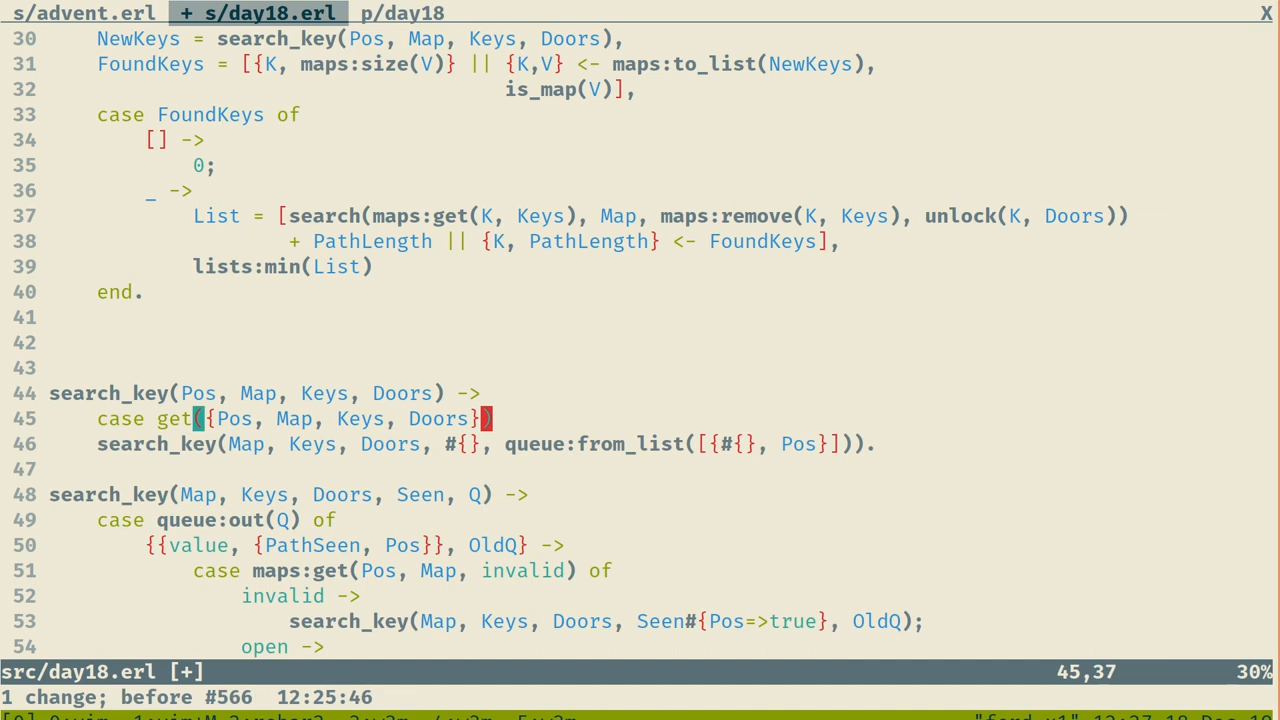 s/advent.erl  + s/day18.erl  p/day18 X
30     NewKeys = search_key(Pos, Map, Keys, Doors),
31     FoundKeys = [{K, maps:size(V)} || {K,V} <- maps:to_list(NewKeys),
32                                       is_map(V)],
33     case FoundKeys of
34         [] ->
35             0;
36         _ ->
37             List = [search(maps:get(K, Keys), Map, maps:remove(K, Keys), unlock(K, Doors))
38                     + PathLength || {K, PathLength} <- FoundKeys],
39             lists:min(List)
40     end.
41
42
43
44 search_key(Pos, Map, Keys, Doors) ->
45     case get({Pos, Map, Keys, Doors})
46     search_key(Map, Keys, Doors, #{}, queue:from_list([{#{}, Pos}])).
47
48 search_key(Map, Keys, Doors, Seen, Q) ->
49     case queue:out(Q) of
50         {{value, {PathSeen, Pos}}, OldQ} ->
51             case maps:get(Pos, Map, invalid) of
52                 invalid ->
53                     search_key(Map, Keys, Doors, Seen#{Pos=>true}, OldQ);
54                 open ->
src/day18.erl [+] 45,37 30%
1 change; before #566  12:25:46